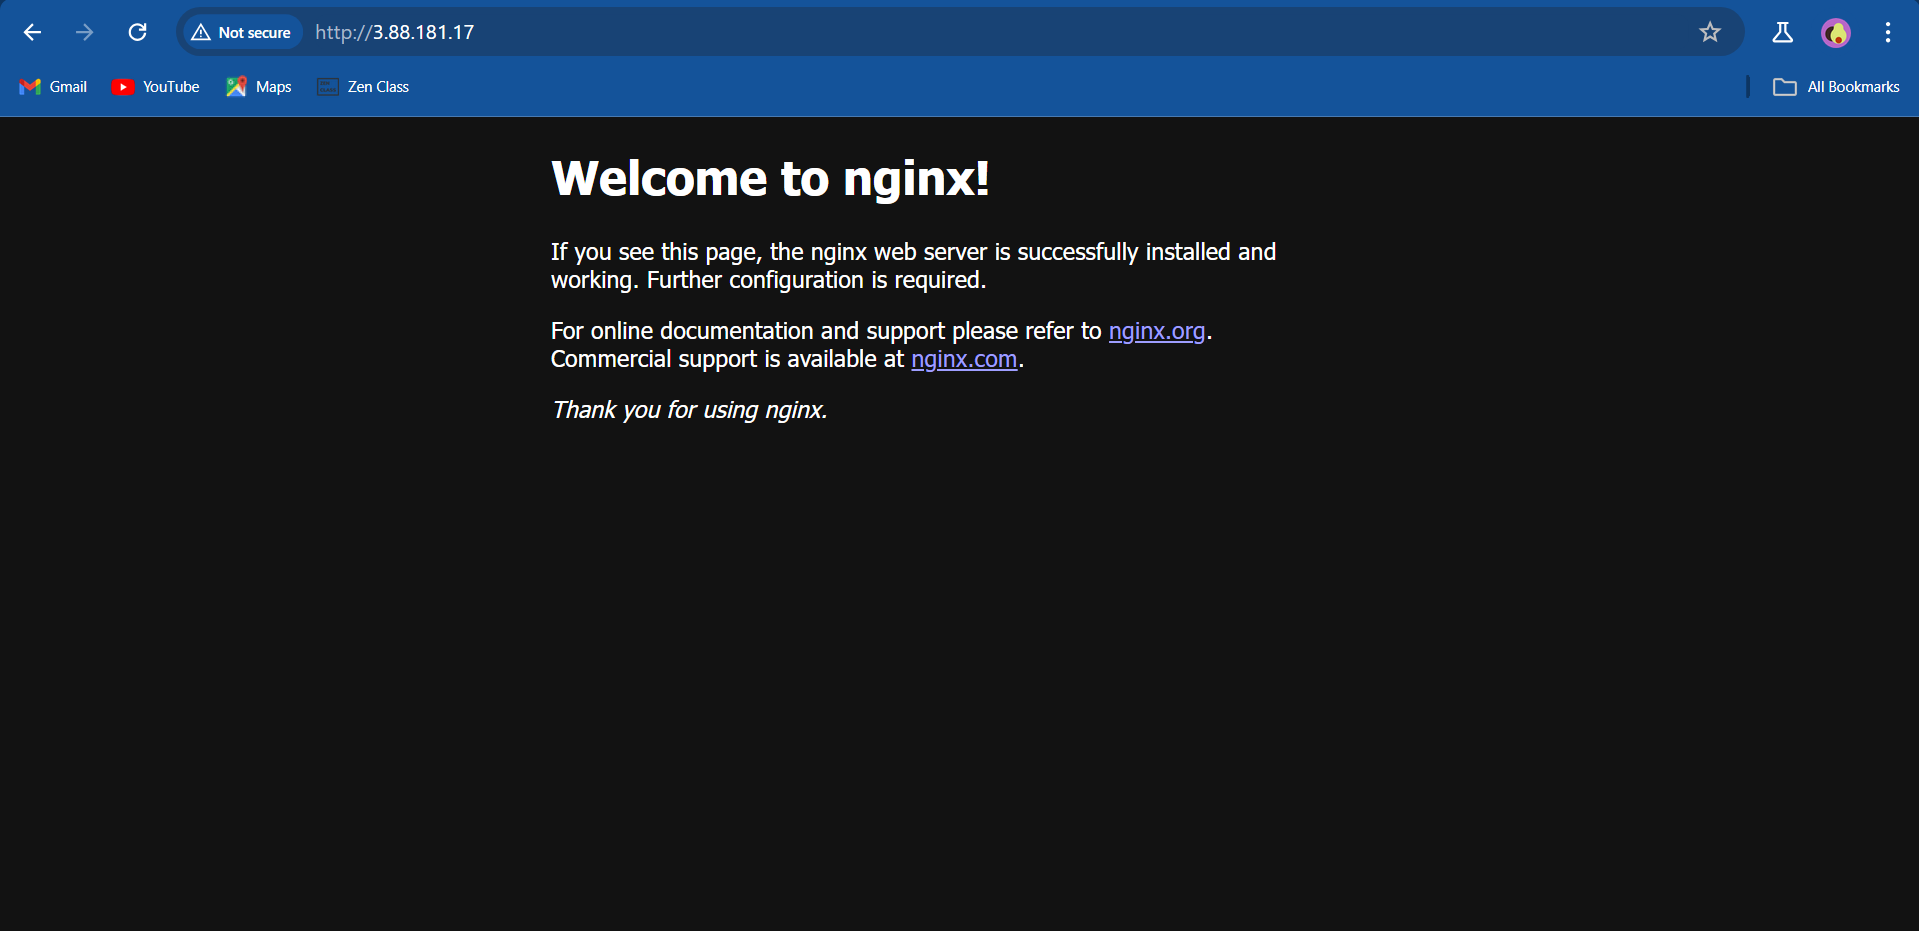 Not secure http://3.88.181.17
Gmail YouTube Maps Zen Class All Bookmarks
Welcome to nginx!
If you see this page, the nginx web server is successfully installed and
working. Further configuration is required.
For online documentation and support please refer to nginx.org.
Commercial support is available at nginx.com.
Thank you for using nginx.